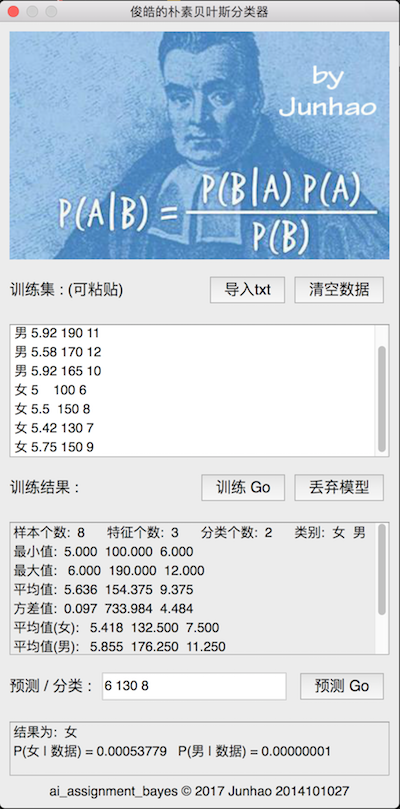 俊皓的朴素贝叶斯分类器
by
Junhao
P(A|B) = P(B|A) P(A)
P(B)
训练集 : (可粘贴) 导入txt 清空数据
男 5.92 190 11
男 5.58 170 12
男 5.92 165 10
女 5 100 6
女 5.5 150 8
女 5.42 130 7
女 5.75 150 9
训练结果 : 训练 Go 丢弃模型
样本个数: 8 特征个数: 3 分类个数: 2 类别: 女 男
最小值: 5.000 100.000 6.000
最大值: 6.000 190.000 12.000
平均值: 5.636 154.375 9.375
方差值: 0.097 733.984 4.484
平均值(女): 5.418 132.500 7.500
平均值(男): 5.855 176.250 11.250
预测 / 分类 : 6 130 8 预测 Go
结果为: 女
P(女 | 数据) = 0.00053779 P(男 | 数据) = 0.00000001
ai_assignment_bayes © 2017 Junhao 2014101027